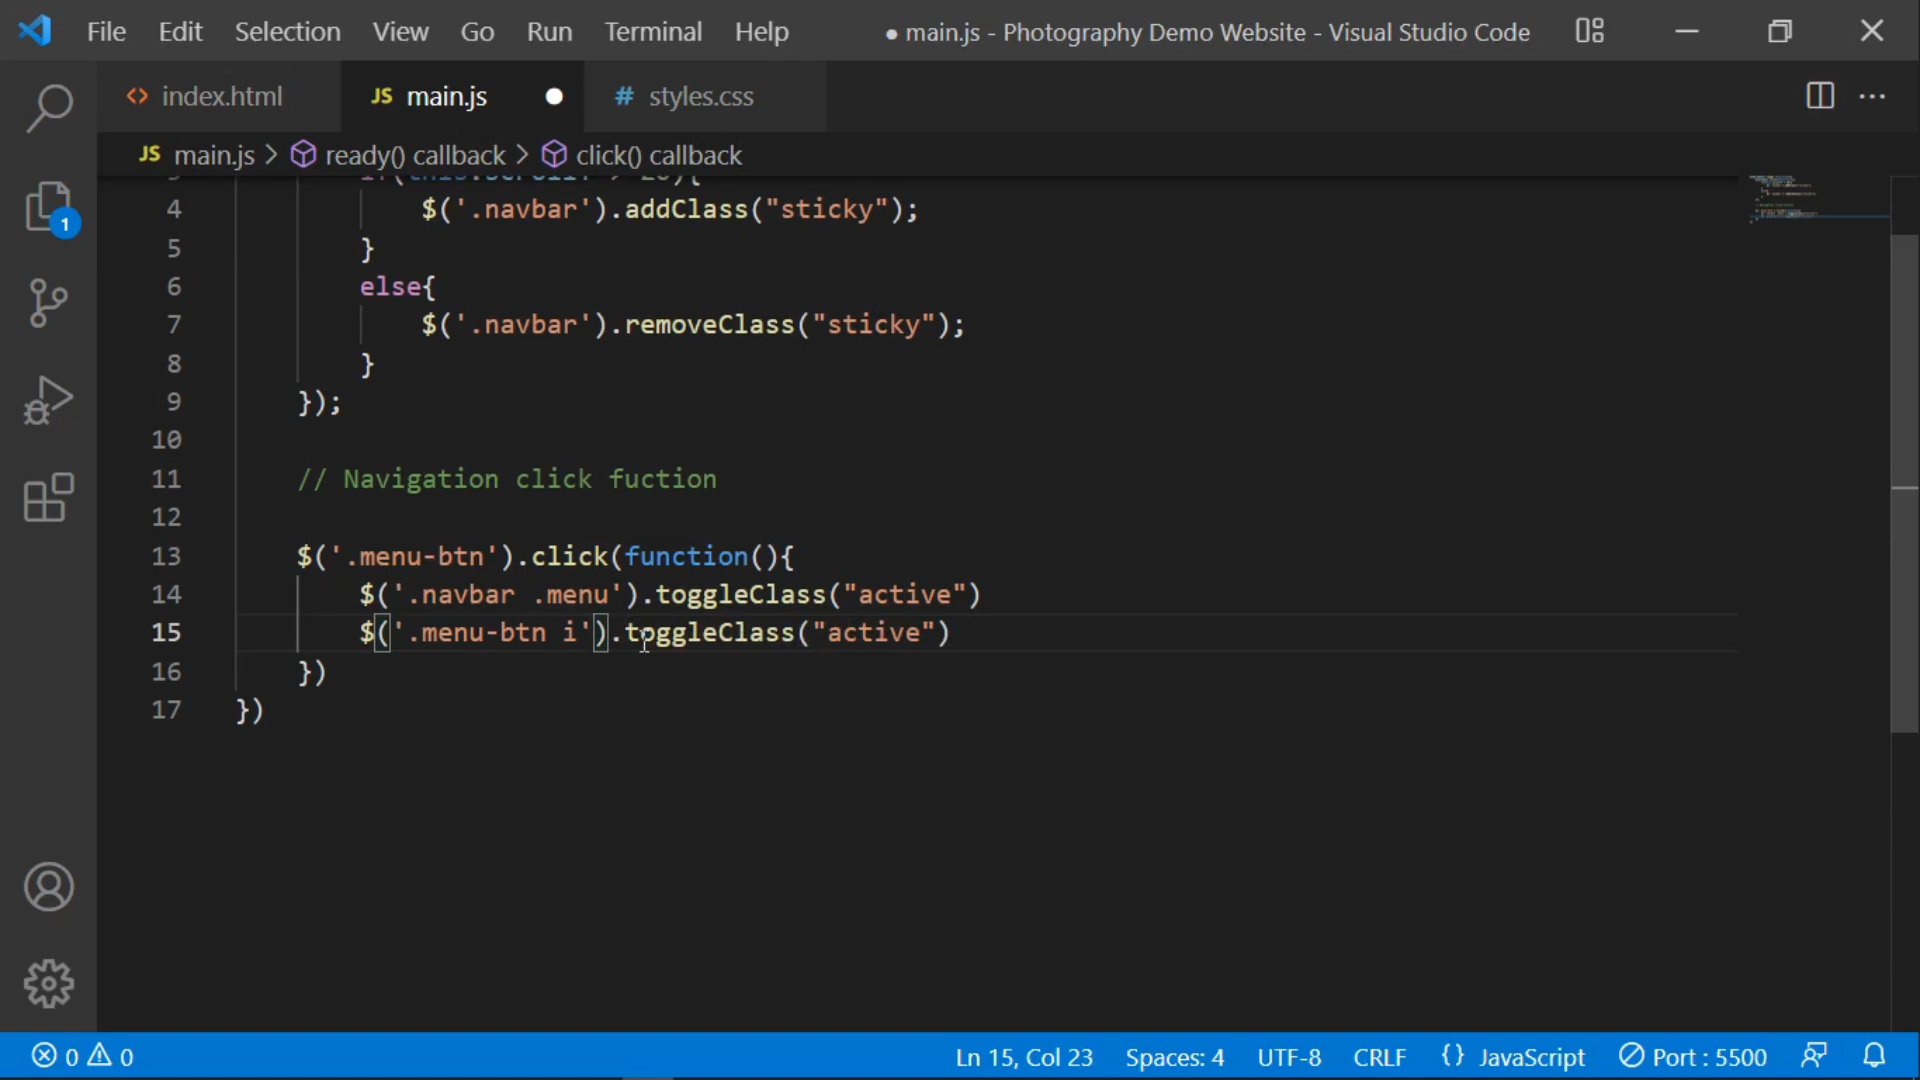 File Edit Selection View Go Run Terminal Help ● main.js - Photography Demo Website - Visual Studio Code
<> index.html JS main.js ● # styles.css ...
JS main.js > ready() callback > click() callback
4 $('.navbar').addClass("sticky");
5 }
6 else{
7 $('.navbar').removeClass("sticky");
8 }
9 });
10
11 // Navigation click fuction
12
13 $('.menu-btn').click(function(){
14 $('.navbar .menu').toggleClass("active")
15 $('.menu-btn i').toggleClass("active")
16 })
17 })
1
0 0 Ln 15, Col 23 Spaces: 4 UTF-8 CRLF {} JavaScript Port : 5500